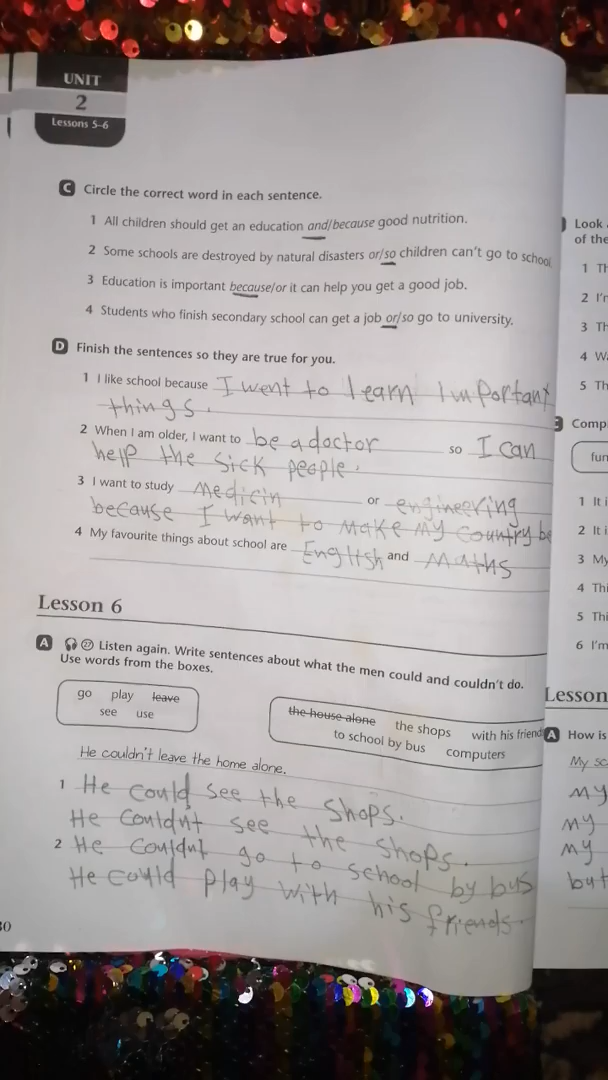 UNIT
2
Lessons 5-6
C Circle the correct word in each sentence.
1 All children should get an education and/because good nutrition.
2 Some schools are destroyed by natural disasters or/so children can't go to school
3 Education is important because/or it can help you get a good job.
4 Students who finish secondary school can get a job or/so go to university.
D Finish the sentences so they are true for you.
1 I like school because I went to learn Important
things.
2 When I am older, I want to be a doctor so I can
help the sick people.
3 I want to study medicin or engineering
because I want to make my country be
4 My favourite things about school are English and Maths
Lesson 6
A 27 Listen again. Write sentences about what the men could and couldn't do.
Use words from the boxes.
go play leave
see use
the house alone the shops with his friend
to school by bus computers
He couldn't leave the home alone.
1 He could see the shops.
He couldnt see the shops.
2 He couldnt go to school by bus
He could play with his friends.
30
Look
of the
1 Th
2 I'm
3 Th
4 W
5 Th
Comp
fun
1 It i
2 It i
3 My
4 Thi
5 Thi
6 I'm
Lesson
A How is
My sc
my
my
my
but